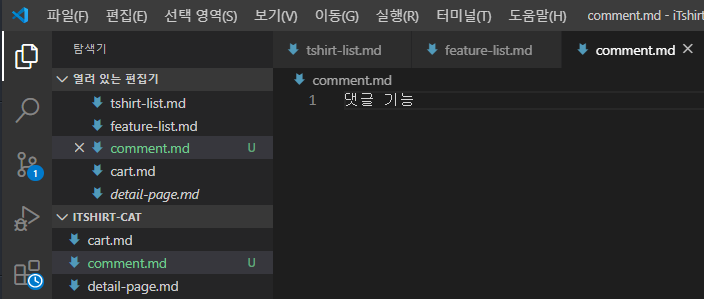 파일(F) 편집(E) 선택 영역(S) 보기(V) 이동(G) 실행(R) 터미널(T) 도움말(H) comment.md - iTshirt
탐색기
tshirt-list.md feature-list.md comment.md
열려 있는 편집기
comment.md
tshirt-list.md
1 댓글 기능
feature-list.md
comment.md U
1
cart.md
detail-page.md
ITSHIRT-CAT
cart.md
comment.md U
detail-page.md